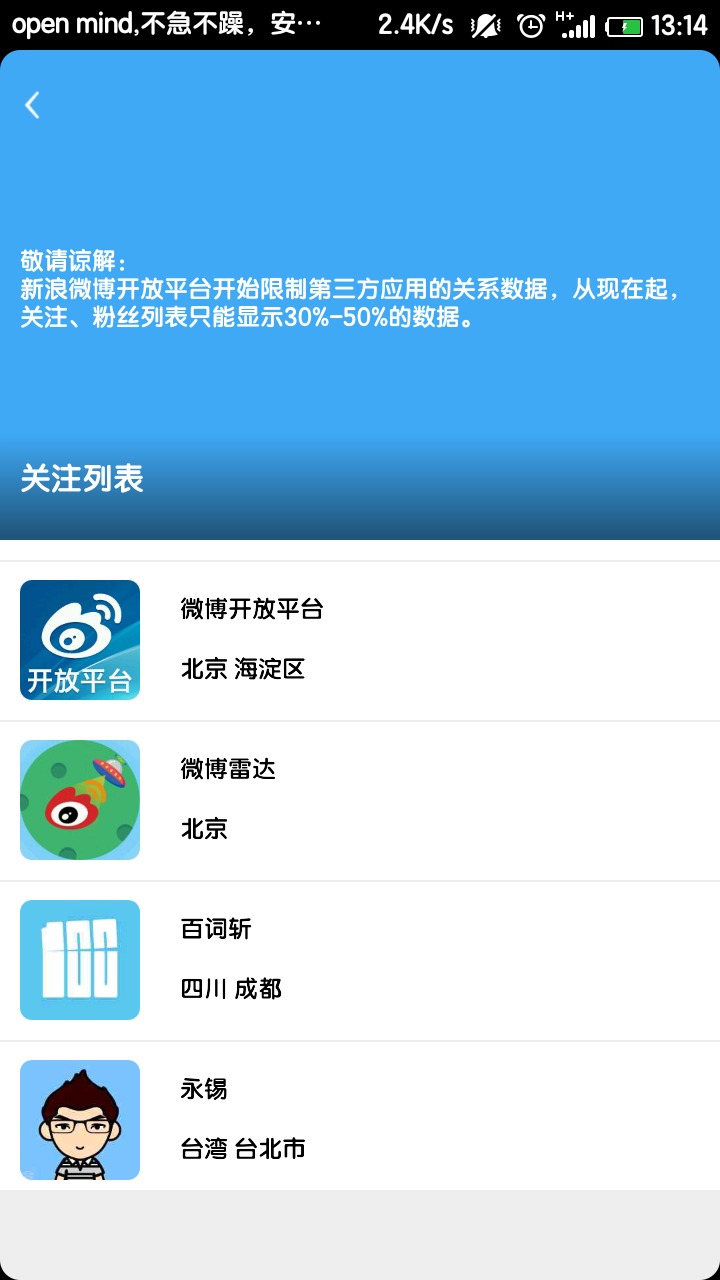 open mind,不急不躁，安…
2.4K/s
H+
13:14
敬请谅解：
新浪微博开放平台开始限制第三方应用的关系数据，从现在起，
关注、粉丝列表只能显示30%-50%的数据。
关注列表
开放平台
微博开放平台
北京 海淀区
微博雷达
北京
100
百词斩
四川 成都
永锡
台湾 台北市